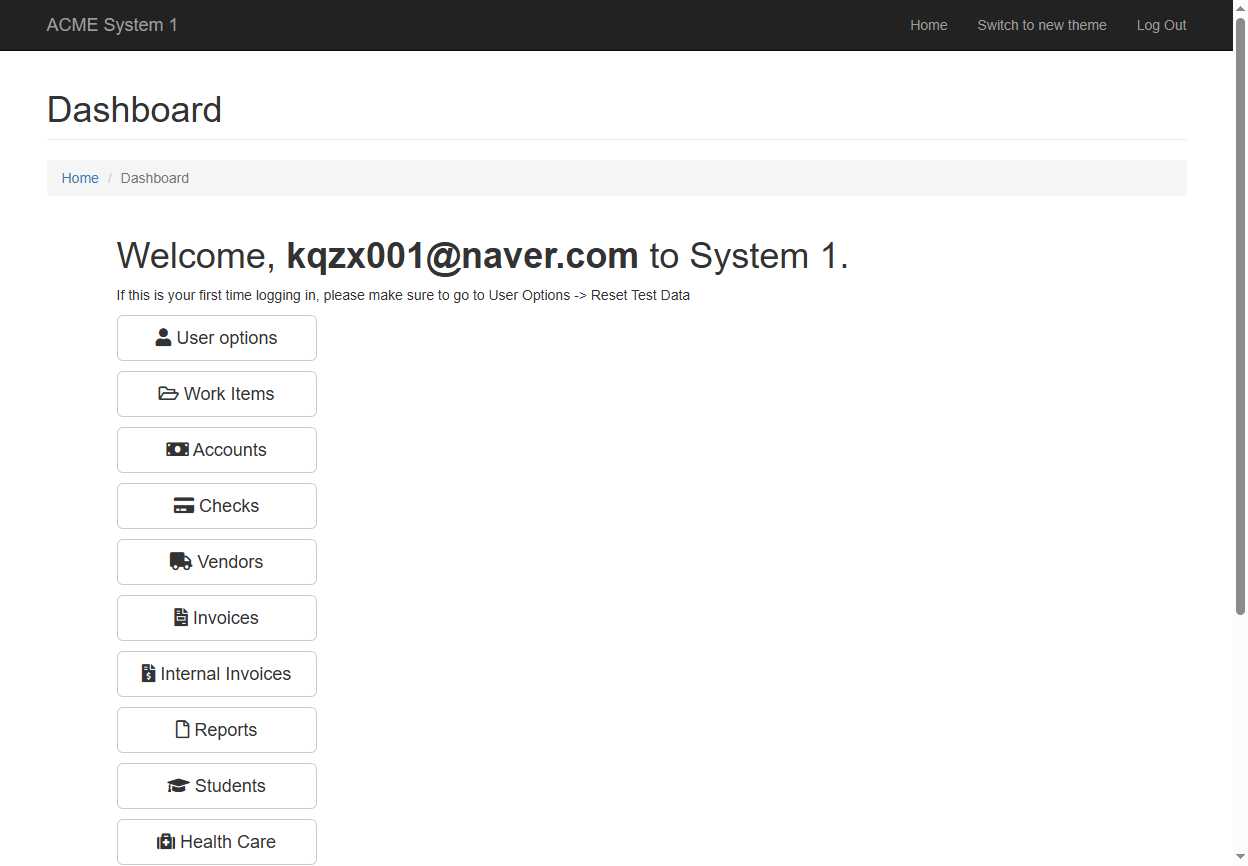 ACME System 1
Home
Switch to new theme
Log Out
Dashboard
Home / Dashboard
Welcome, kqzx001@naver.com to System 1.
If this is your first time logging in, please make sure to go to User Options -> Reset Test Data
User options
Work Items
Accounts
Checks
Vendors
Invoices
Internal Invoices
Reports
Students
Health Care